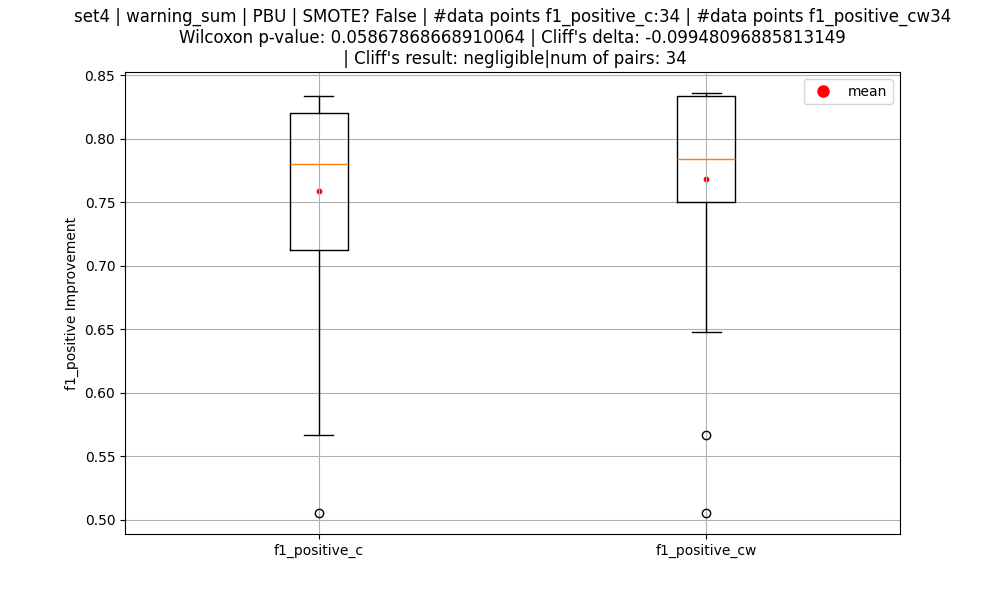 set4 | warning_sum | PBU | SMOTE? False | #data points f1_positive_c:34 | #data points f1_positive_cw34
Wilcoxon p-value: 0.05867868668910064 | Cliff's delta: -0.09948096885813149
| Cliff's result: negligible|num of pairs: 34
mean
0.85
0.80
0.75
0.70
0.65
0.60
0.55
0.50
f1_positive Improvement
f1_positive_c
f1_positive_cw